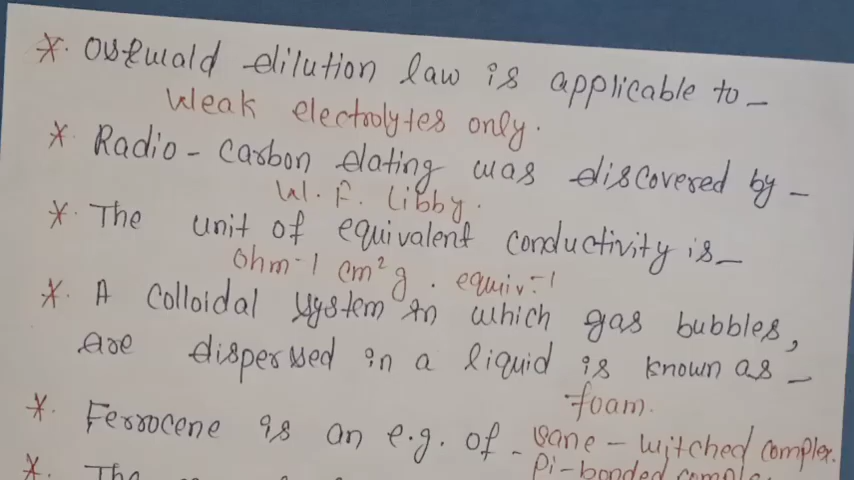 * Ostwald dilution law is applicable to -
Weak electrolytes only.
* Radio-carbon dating was discovered by -
W. F. Libby.
* The unit of equivalent conductivity is -
ohm-1 cm² g. equiv.-1
* A colloidal system in which gas bubbles,
are dispersed in a liquid is known as -
foam.
* Ferrocene is an e.g. of - sane-witched complex.
Pi-bonded
* The